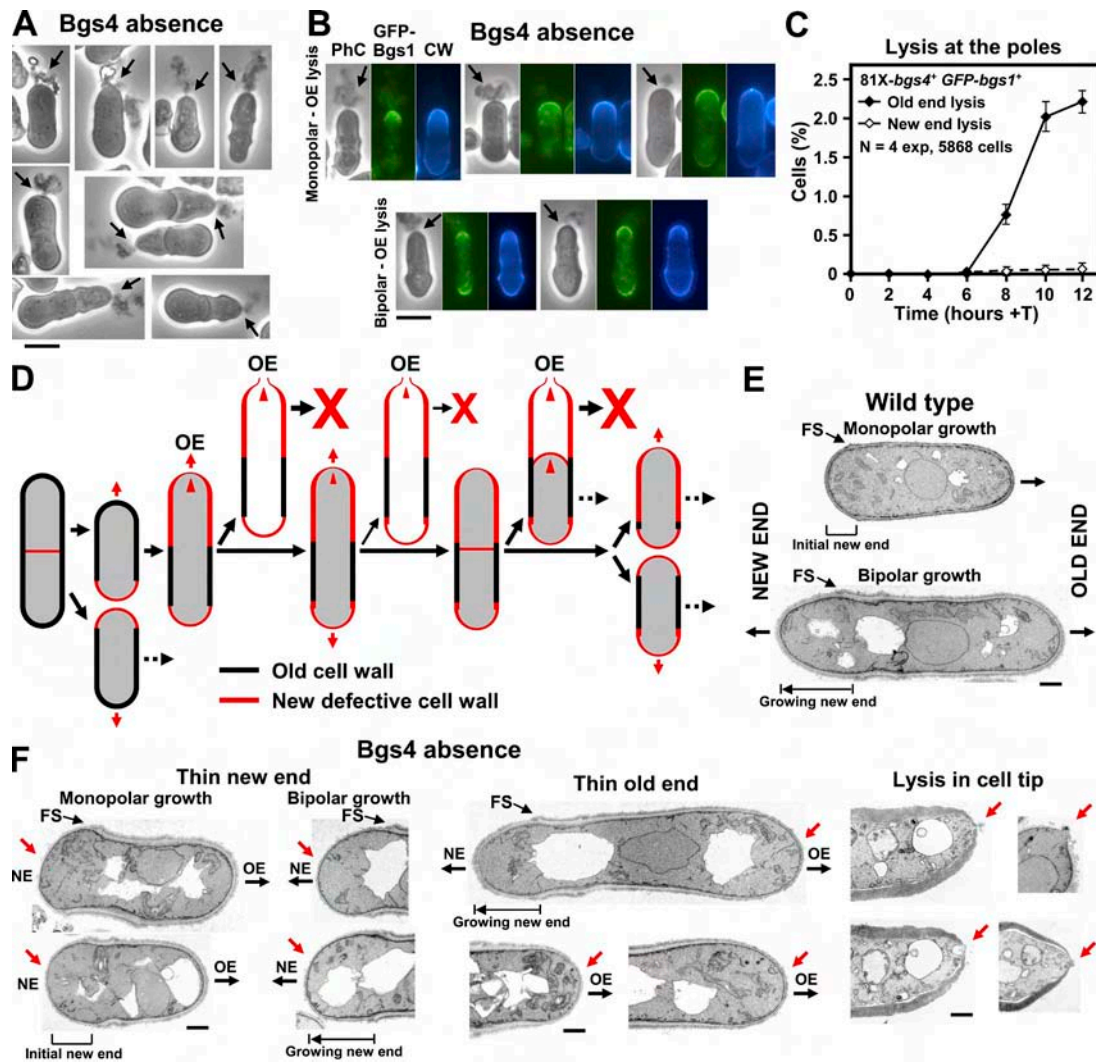 A
Bgs4 absence
B
Bgs4 absence
PhC
GFP-
Bgs1
CW
Monopolar - OE lysis
Bipolar - OE lysis
C
Lysis at the poles
81X-bgs4⁺ GFP-bgs1⁺
Old end lysis
New end lysis
N = 4 exp, 5868 cells
Cells (%)
2.5
2.0
1.5
1.0
0.5
0
0 2 4 6 8 10 12
Time (hours +T)
D
OE
OE
OE
OE
X
X
X
Old cell wall
New defective cell wall
E
Wild type
FS
Monopolar growth
Initial new end
NEW END
OLD END
FS
Bipolar growth
Growing new end
F
Bgs4 absence
Thin new end
Monopolar growth
FS
NE
OE
NE
OE
Initial new end
Bipolar growth
FS
NE
NE
Growing new end
Thin old end
FS
NE
OE
Growing new end
OE
OE
Lysis in cell tip